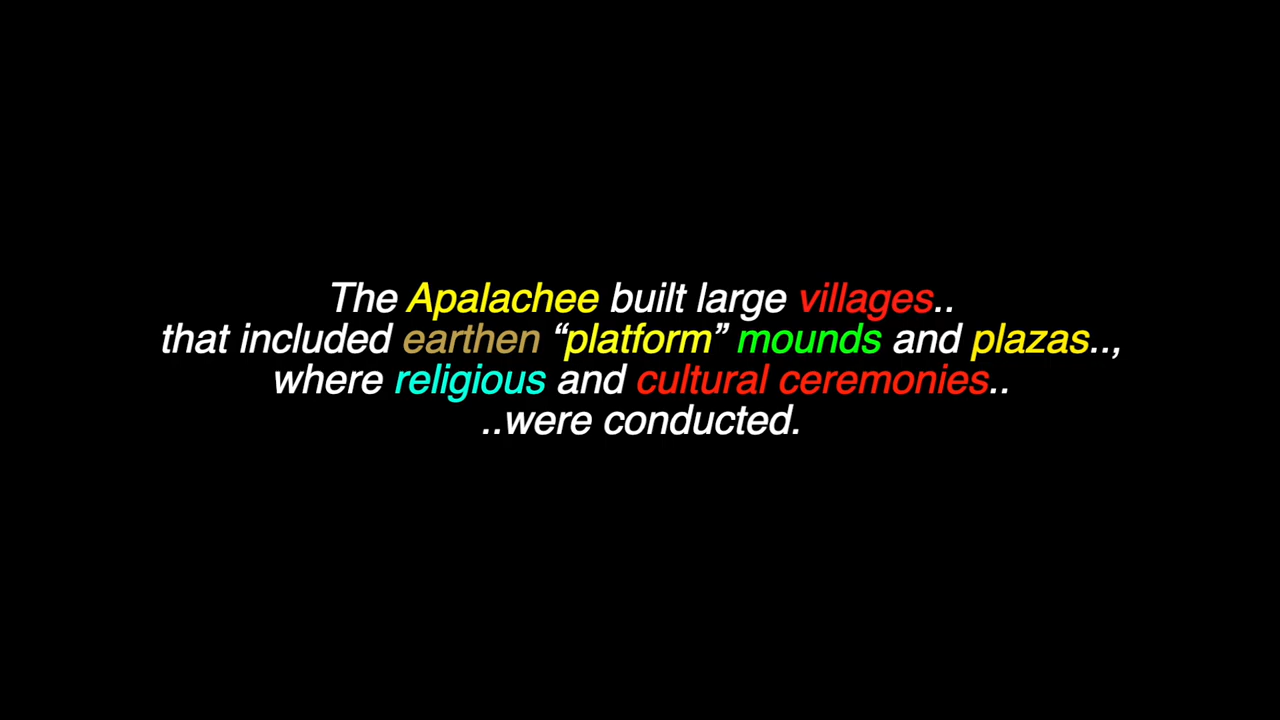 The Apalachee built large villages..
that included earthen “platform” mounds and plazas..,
where religious and cultural ceremonies..
..were conducted.